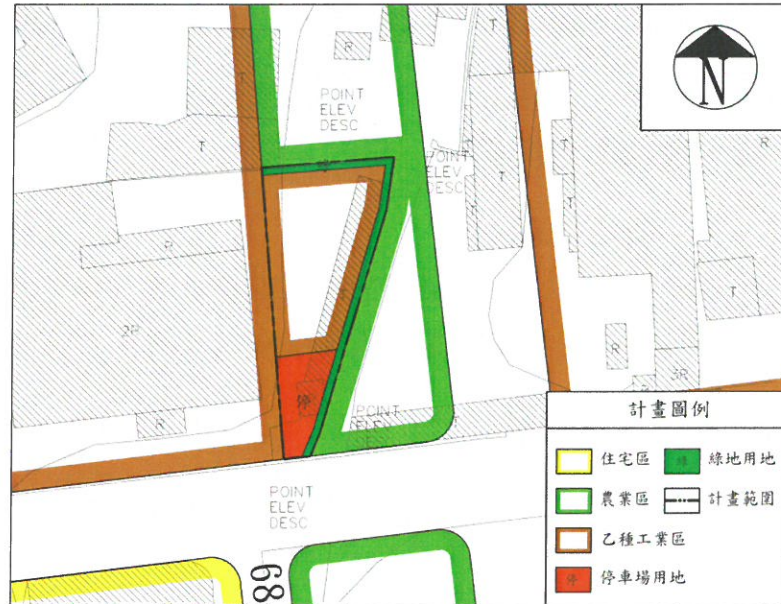 N
R
T
POINT
ELEV
DESC
T
R
POINT
ELEV
DESC
T
T
T
T
R
2R
T
R
R
3R
R
停
POINT
ELEV
DESC
POINT
ELEV
DESC
68
計畫圖例
住宅區
綠 綠地用地
農業區
計畫範圍
乙種工業區
停 停車場用地